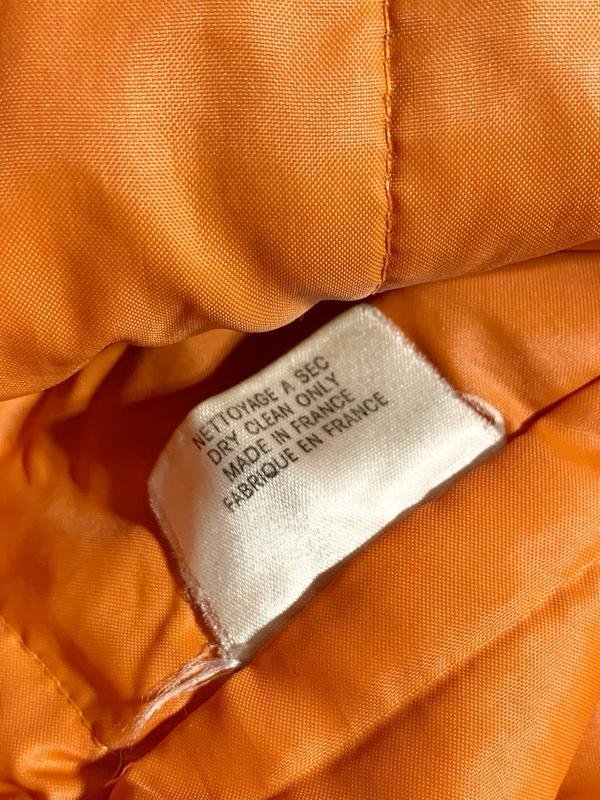 NETTOYAGE A SEC
DRY CLEAN ONLY
MADE IN FRANCE
FABRIQUE EN FRANCE